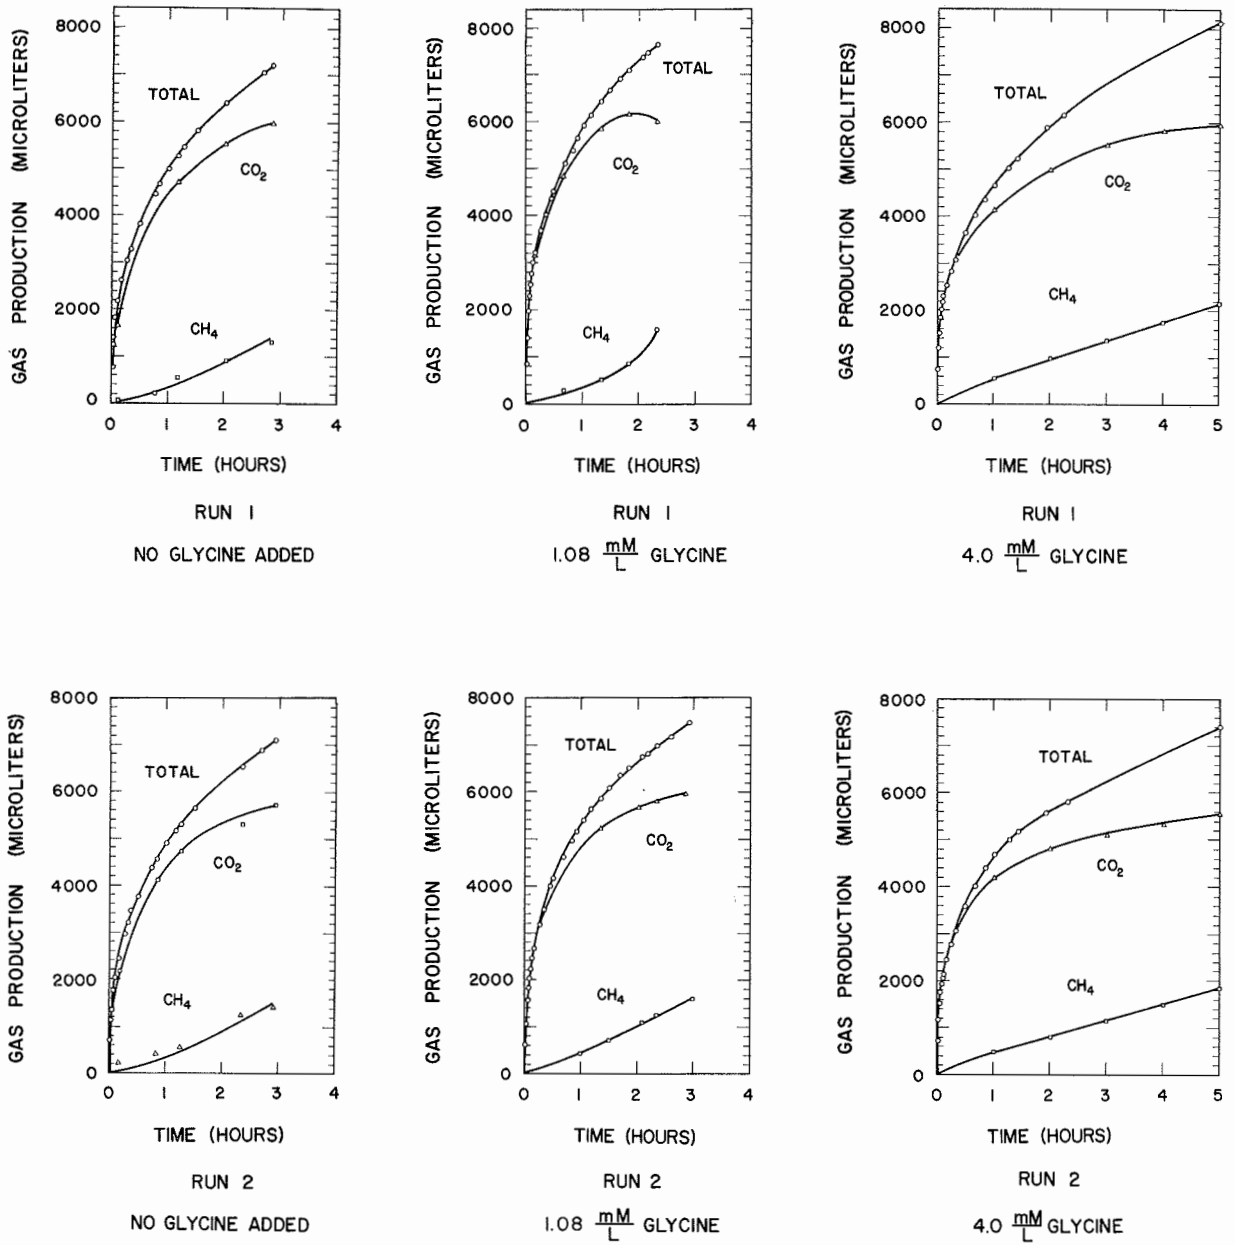 GAS PRODUCTION (MICROLITERS)
8000
6000
4000
2000
0
TOTAL
CO2
CH4
0 1 2 3 4
TIME (HOURS)
RUN 1
NO GLYCINE ADDED
GAS PRODUCTION (MICROLITERS)
8000
6000
4000
2000
0
TOTAL
CO2
CH4
0 1 2 3 4
TIME (HOURS)
RUN 1
1.08 mM/L GLYCINE
GAS PRODUCTION (MICROLITERS)
8000
6000
4000
2000
0
TOTAL
CO2
CH4
0 1 2 3 4 5
TIME (HOURS)
RUN 1
4.0 mM/L GLYCINE
GAS PRODUCTION (MICROLITERS)
8000
6000
4000
2000
0
TOTAL
CO2
CH4
0 1 2 3 4
TIME (HOURS)
RUN 2
NO GLYCINE ADDED
GAS PRODUCTION (MICROLITERS)
8000
6000
4000
2000
0
TOTAL
CO2
CH4
0 1 2 3 4
TIME (HOURS)
RUN 2
1.08 mM/L GLYCINE
GAS PRODUCTION (MICROLITERS)
8000
6000
4000
2000
0
TOTAL
CO2
CH4
0 1 2 3 4 5
TIME (HOURS)
RUN 2
4.0 mM/L GLYCINE